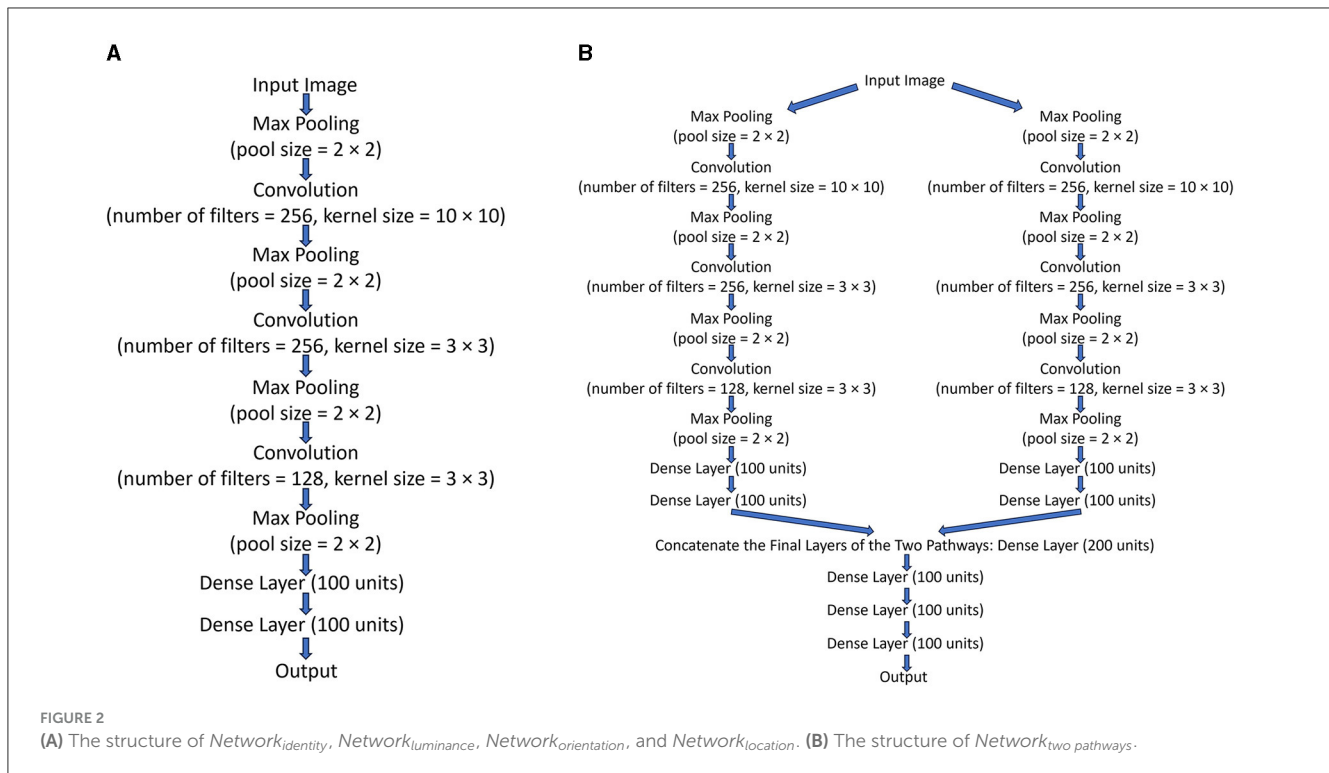 A
Input Image
Max Pooling
(pool size = 2 × 2)
Convolution
(number of filters = 256, kernel size = 10 × 10)
Max Pooling
(pool size = 2 × 2)
Convolution
(number of filters = 256, kernel size = 3 × 3)
Max Pooling
(pool size = 2 × 2)
Convolution
(number of filters = 128, kernel size = 3 × 3)
Max Pooling
(pool size = 2 × 2)
Dense Layer (100 units)
Dense Layer (100 units)
Output
B
Input Image
Max Pooling
(pool size = 2 × 2)
Convolution
(number of filters = 256, kernel size = 10 × 10)
Max Pooling
(pool size = 2 × 2)
Convolution
(number of filters = 256, kernel size = 3 × 3)
Max Pooling
(pool size = 2 × 2)
Convolution
(number of filters = 128, kernel size = 3 × 3)
Max Pooling
(pool size = 2 × 2)
Dense Layer (100 units)
Dense Layer (100 units)
Max Pooling
(pool size = 2 × 2)
Convolution
(number of filters = 256, kernel size = 10 × 10)
Max Pooling
(pool size = 2 × 2)
Convolution
(number of filters = 256, kernel size = 3 × 3)
Max Pooling
(pool size = 2 × 2)
Convolution
(number of filters = 128, kernel size = 3 × 3)
Max Pooling
(pool size = 2 × 2)
Dense Layer (100 units)
Dense Layer (100 units)
Concatenate the Final Layers of the Two Pathways: Dense Layer (200 units)
Dense Layer (100 units)
Dense Layer (100 units)
Dense Layer (100 units)
Output
FIGURE 2
(A) The structure of Network identity, Network luminance, Network orientation, and Network location. (B) The structure of Network two pathways.